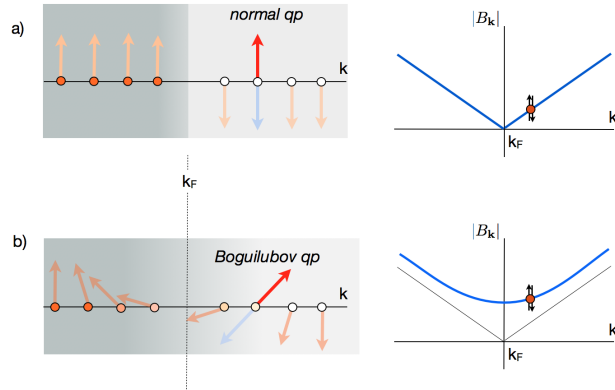 a)
normal qp
k
|B_k|
k
k_F
k_F
b)
Boguilubov qp
k
|B_k|
k
k_F